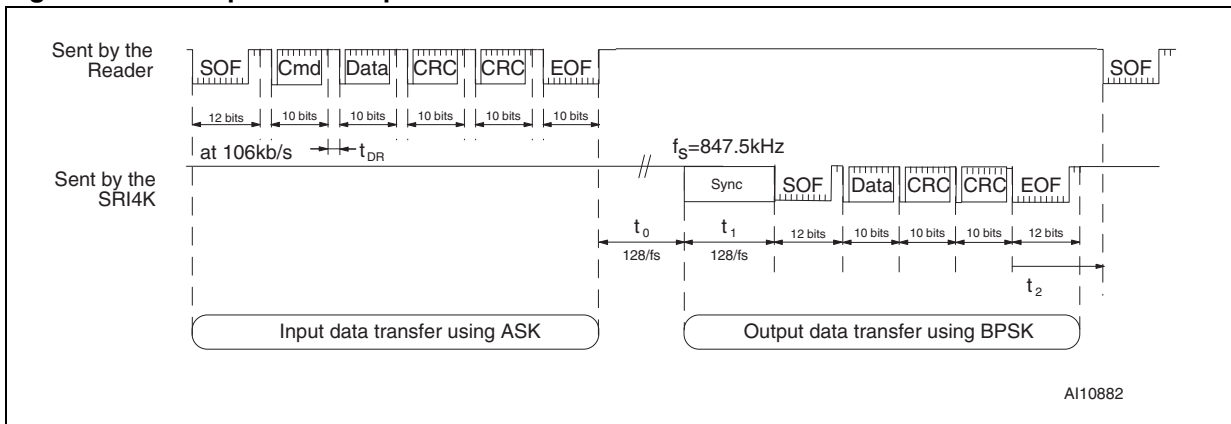 Sent by the
Reader
SOF Cmd Data CRC CRC EOF SOF
12 bits 10 bits 10 bits 10 bits 10 bits 10 bits
at 106kb/s tDR
fS=847.5kHz
Sent by the
SRI4K
Sync SOF Data CRC CRC EOF
t0 t1 12 bits 10 bits 10 bits 10 bits 12 bits
128/fs 128/fs
t2
Input data transfer using ASK Output data transfer using BPSK
AI10882